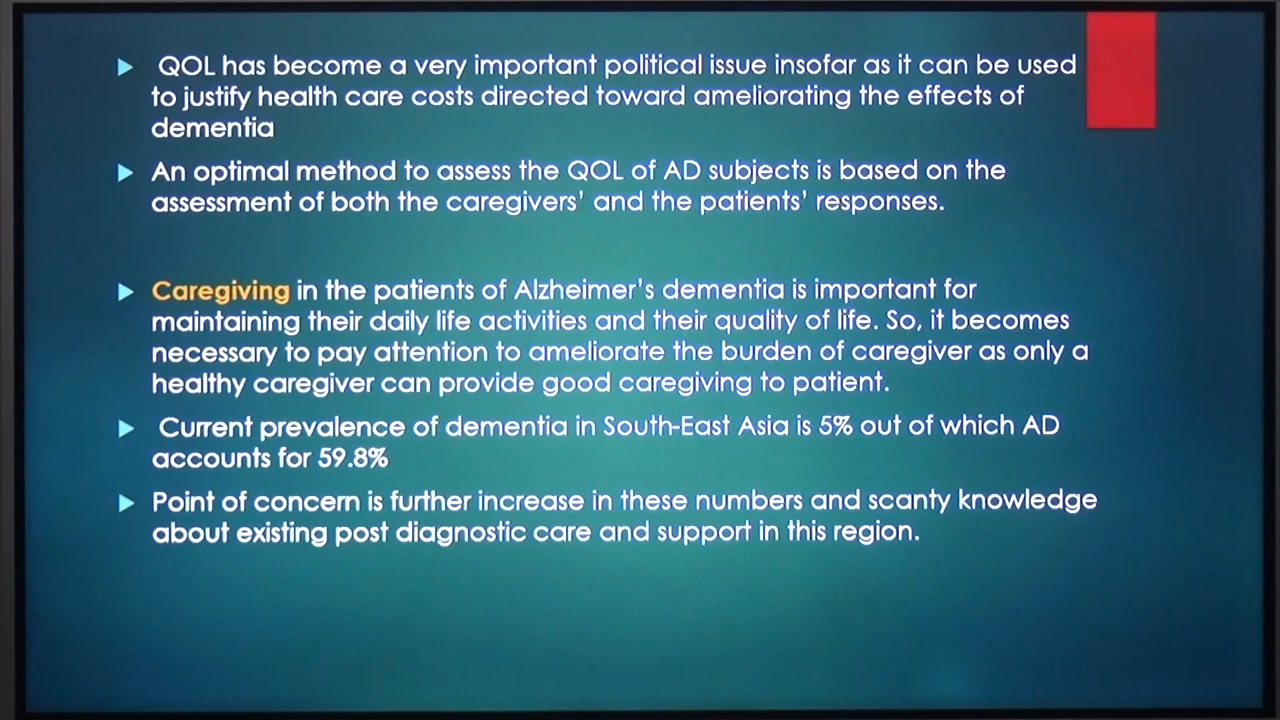 QOL has become a very important political issue insofar as it can be used
to justify health care costs directed toward ameliorating the effects of
dementia
An optimal method to assess the QOL of AD subjects is based on the
assessment of both the caregivers' and the patients' responses.
Caregiving in the patients of Alzheimer's dementia is important for
maintaining their daily life activities and their quality of life. So, it becomes
necessary to pay attention to ameliorate the burden of caregiver as only a
healthy caregiver can provide good caregiving to patient.
Current prevalence of dementia in South-East Asia is 5% out of which AD
accounts for 59.8%
Point of concern is further increase in these numbers and scanty knowledge
about existing post diagnostic care and support in this region.